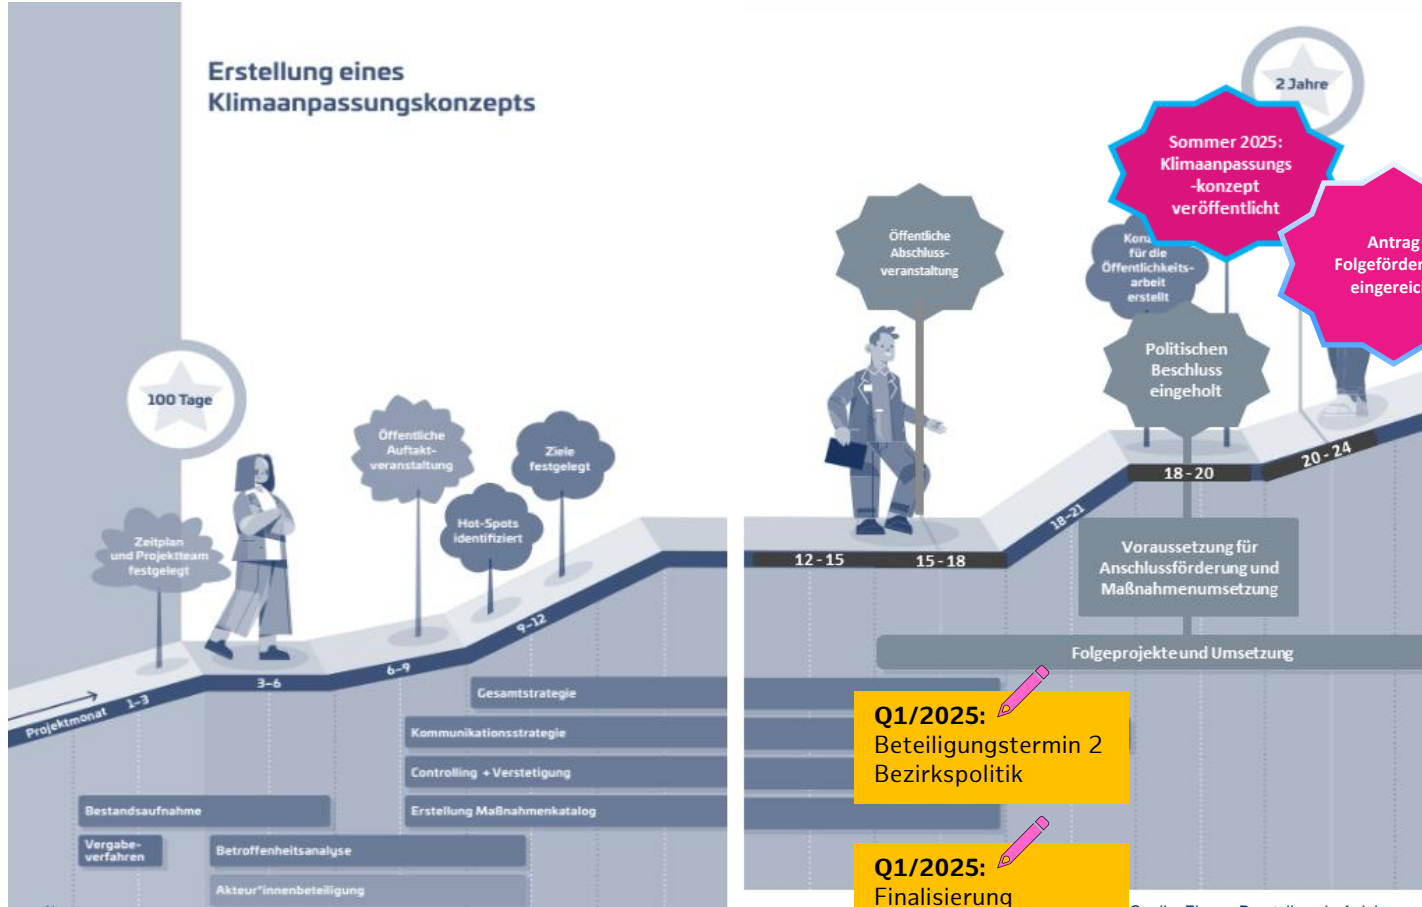 Erstellung eines
Klimaanpassungskonzepts
2 Jahre
Sommer 2025:
Klimaanpassungs
-konzept
veröffentlicht
Antrag
eingereich
Öffentliche
Abschluss-
veranstaltung
für die
Öffentlichkeits-
arbeit
erstellt
Politischen
Beschluss
eingeholt
100 Tage
Öffentliche
Auftakt-
veranstaltung
Ziele
festgelegt
Hot-Spots
identifiziert
Zeitplan
und Projektteam
festgelegt
Projektmonat
1–3
3–6
6–9
9–12
12 - 15
15 - 18
18–21
18 - 20
20 - 24
Voraussetzung für
Anschlussförderung und
Maßnahmenumsetzung
Folgeprojekte und Umsetzung
Gesamtstrategie
Kommunikationsstrategie
Controlling + Verstetigung
Erstellung Maßnahmenkatalog
Bestandsaufnahme
Vergabe-
verfahren
Betroffenheitsanalyse
Akteur*innenbeteiligung
Q1/2025:
Beteiligungstermin 2
Bezirkspolitik
Q1/2025:
Finalisierung